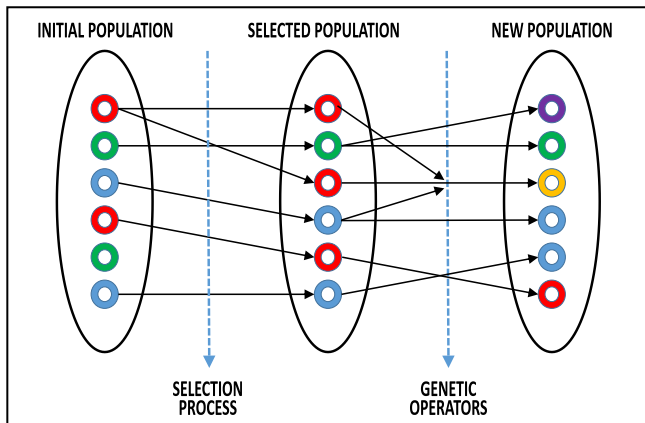 INITIAL POPULATION
SELECTED POPULATION
NEW POPULATION
SELECTION
PROCESS
GENETIC
OPERATORS